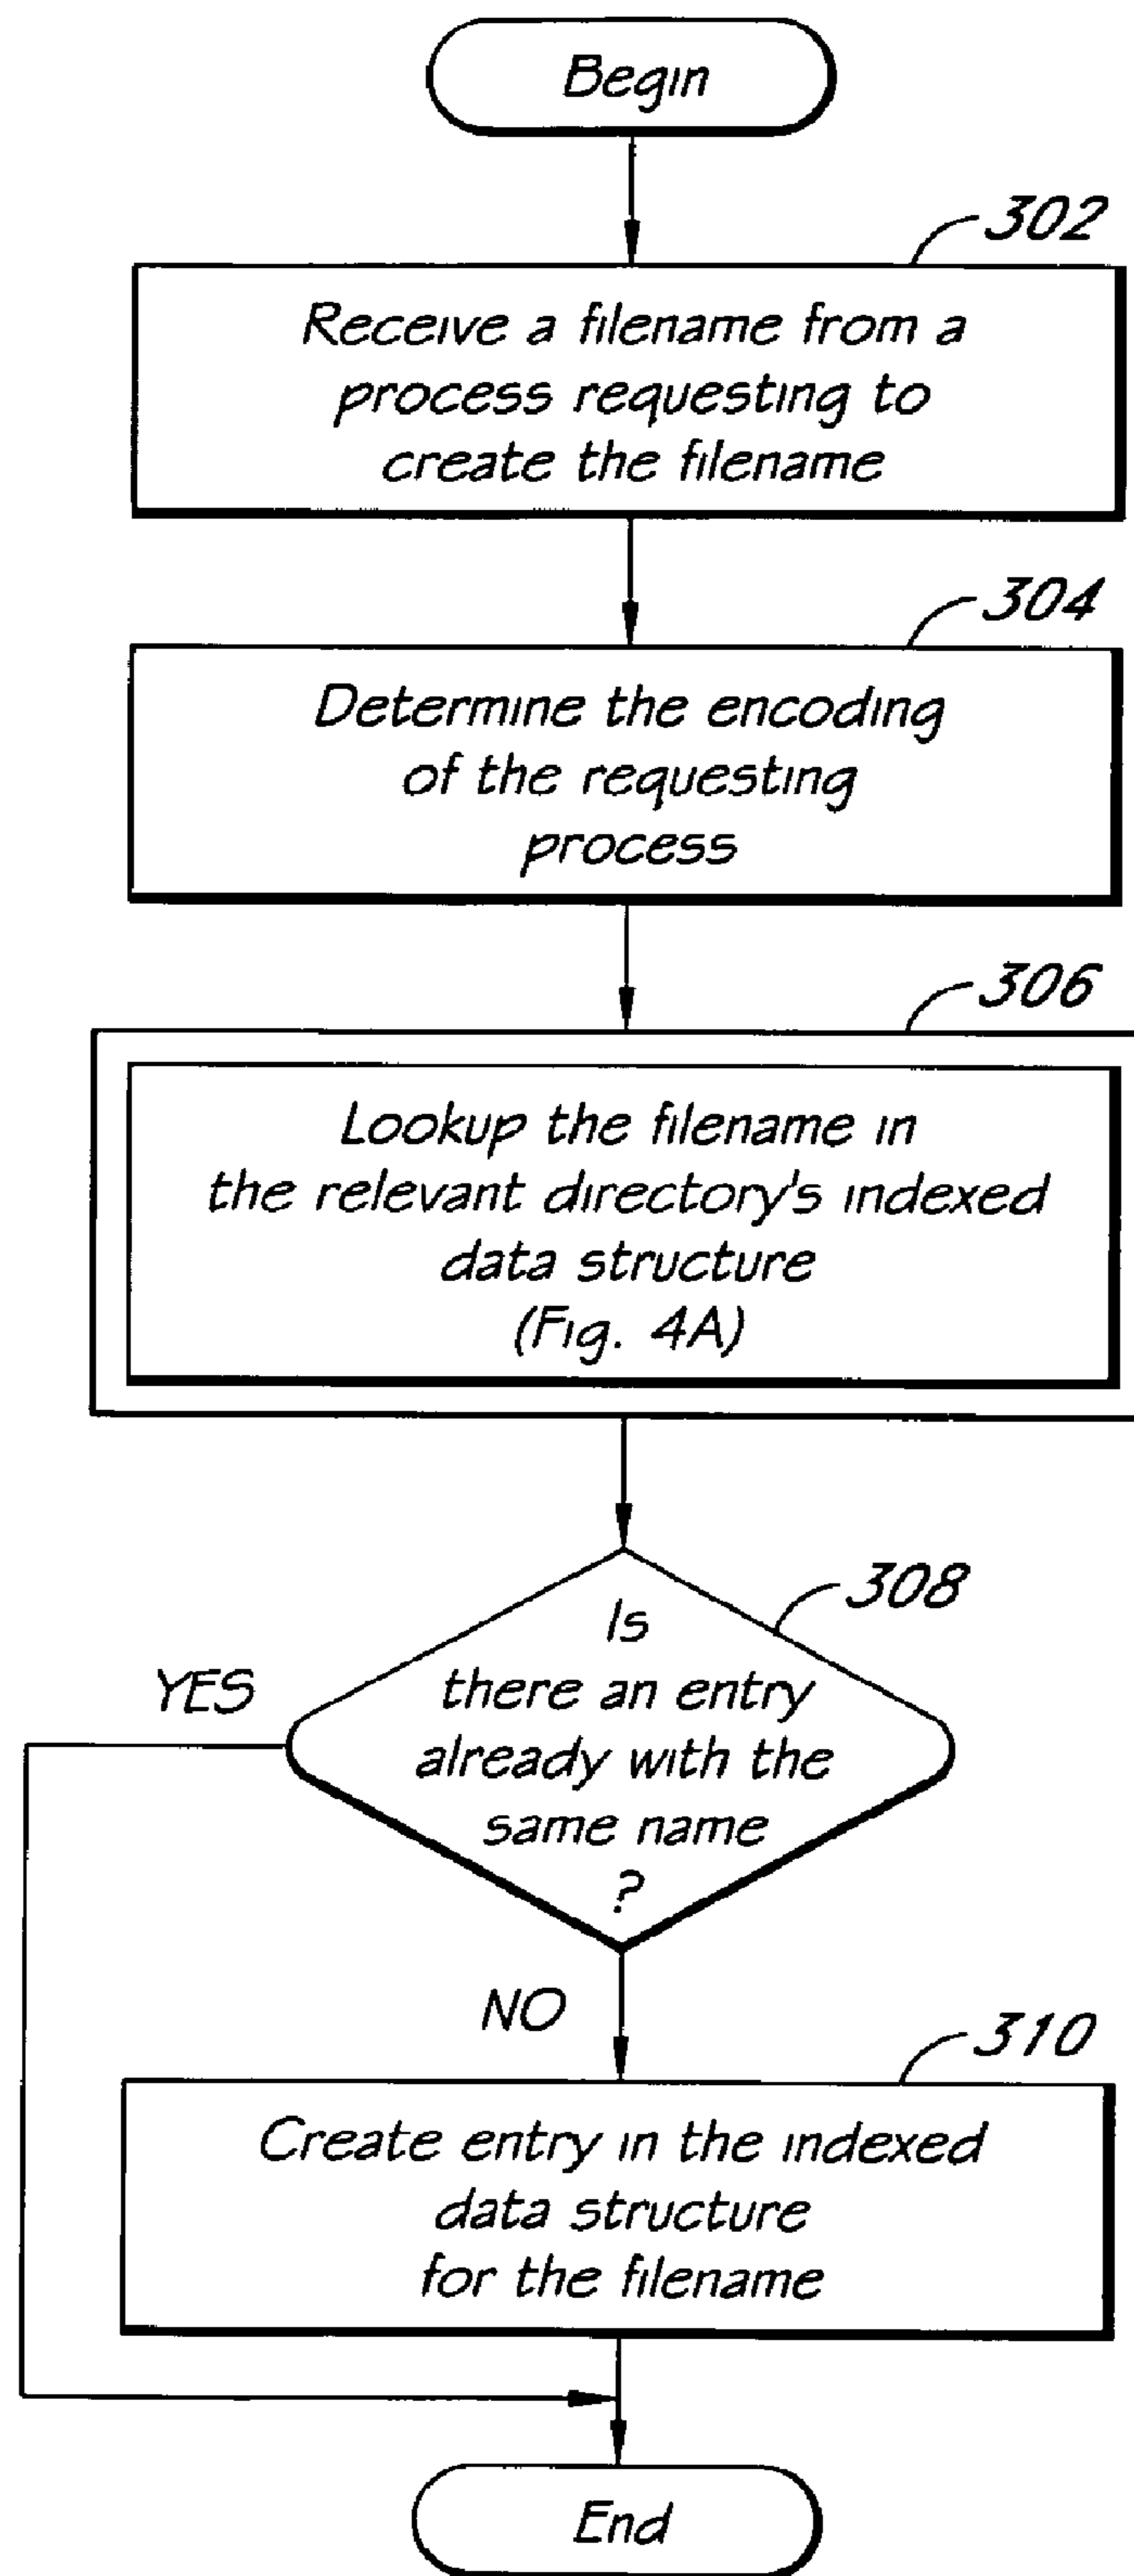 Begin
302
Receive a filename from a
process requesting to
create the filename
304
Determine the encoding
of the requesting
process
306
Lookup the filename in
the relevant directory's indexed
data structure
(Fig. 4A)
308
Is
there an entry
already with the
same name
?
YES
NO
310
Create entry in the indexed
data structure
for the filename
End